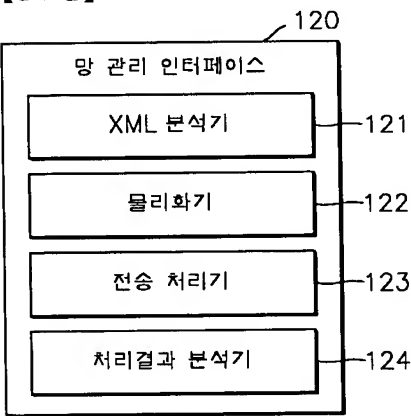 120
망 관리 인터페이스
XML 분석기 121
물리화기 122
전송 처리기 123
처리결과 분석기 124